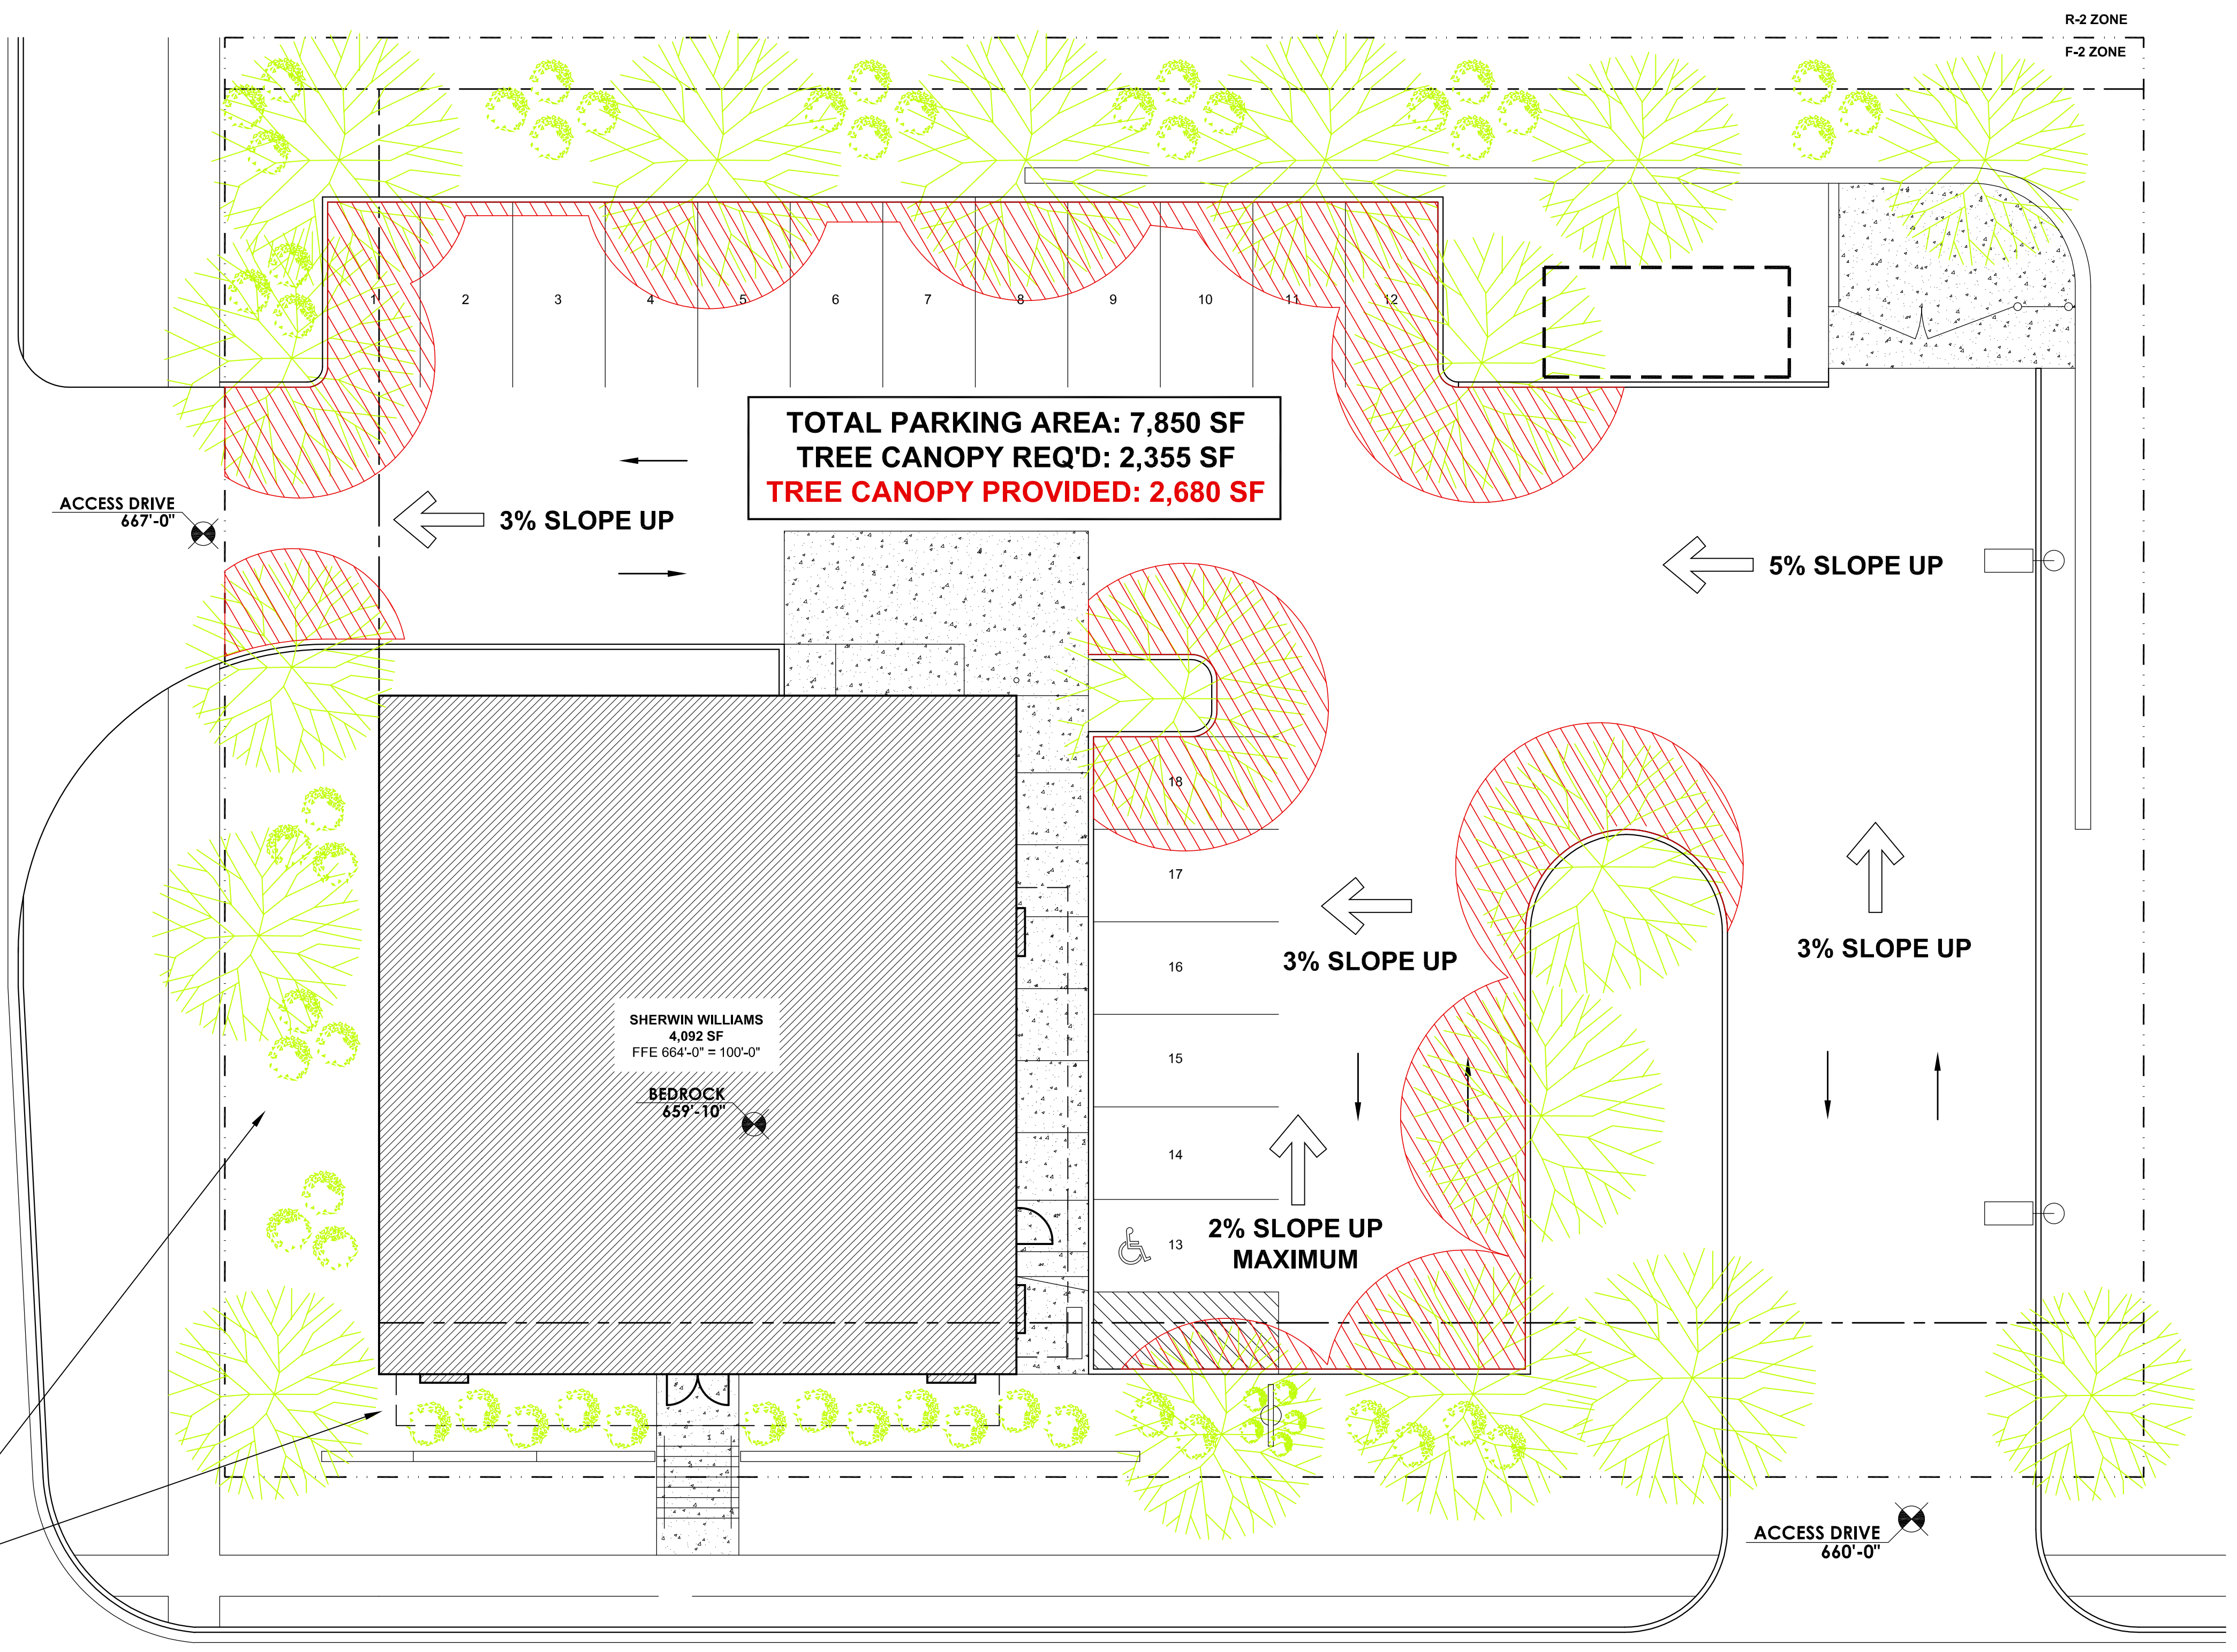 R-2 ZONE
F-2 ZONE
1
2
3
4
5
6
7
8
9
10
11
12
TOTAL PARKING AREA: 7,850 SF
TREE CANOPY REQ'D: 2,355 SF
TREE CANOPY PROVIDED: 2,680 SF
ACCESS DRIVE
667'-0"
3% SLOPE UP
5% SLOPE UP
18
17
16
15
14
13
3% SLOPE UP
3% SLOPE UP
SHERWIN WILLIAMS
4,092 SF
FFE 664'-0" = 100'-0"
BEDROCK
659'-10"
2% SLOPE UP
MAXIMUM
ACCESS DRIVE
660'-0"